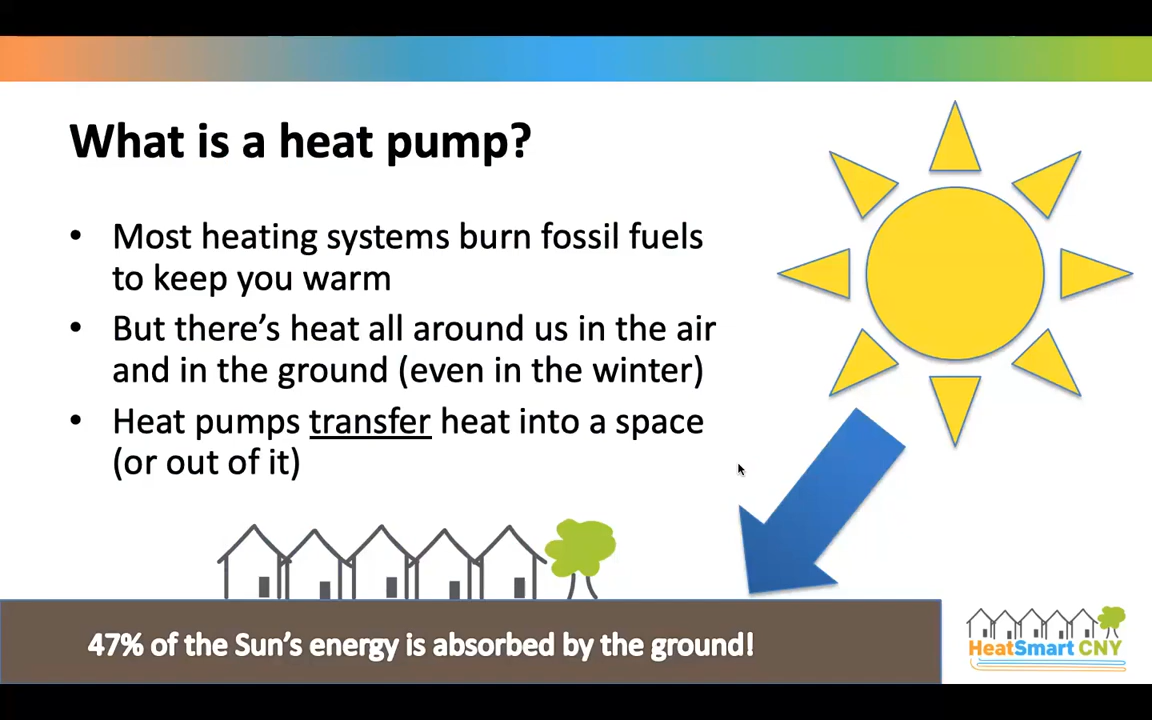 What is a heat pump?
• Most heating systems burn fossil fuels
to keep you warm
• But there's heat all around us in the air
and in the ground (even in the winter)
• Heat pumps transfer heat into a space
(or out of it)
47% of the Sun's energy is absorbed by the ground!
HeatSmart CNY